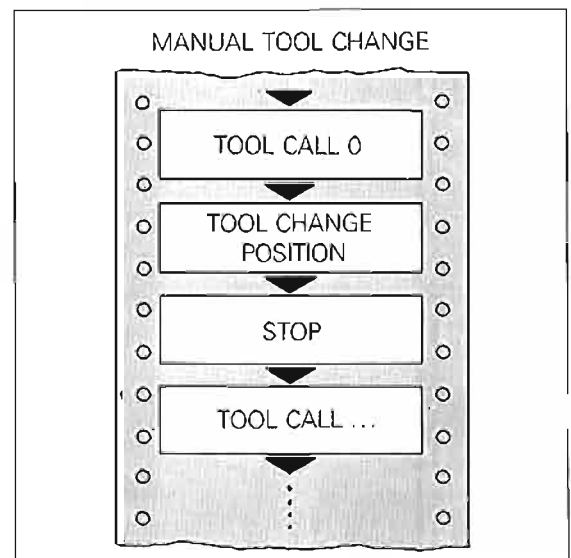 MANUAL TOOL CHANGE
TOOL CALL 0
TOOL CHANGE
POSITION
STOP
TOOL CALL ...